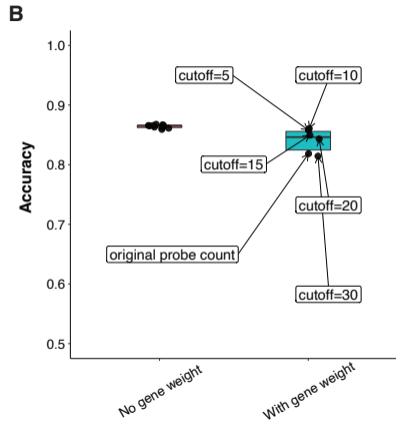 B
1.0
cutoff=5
cutoff=10
0.9
0.8
cutoff=15
Accuracy
0.7
cutoff=20
original probe count
0.6
cutoff=30
0.5
No gene weight
With gene weight